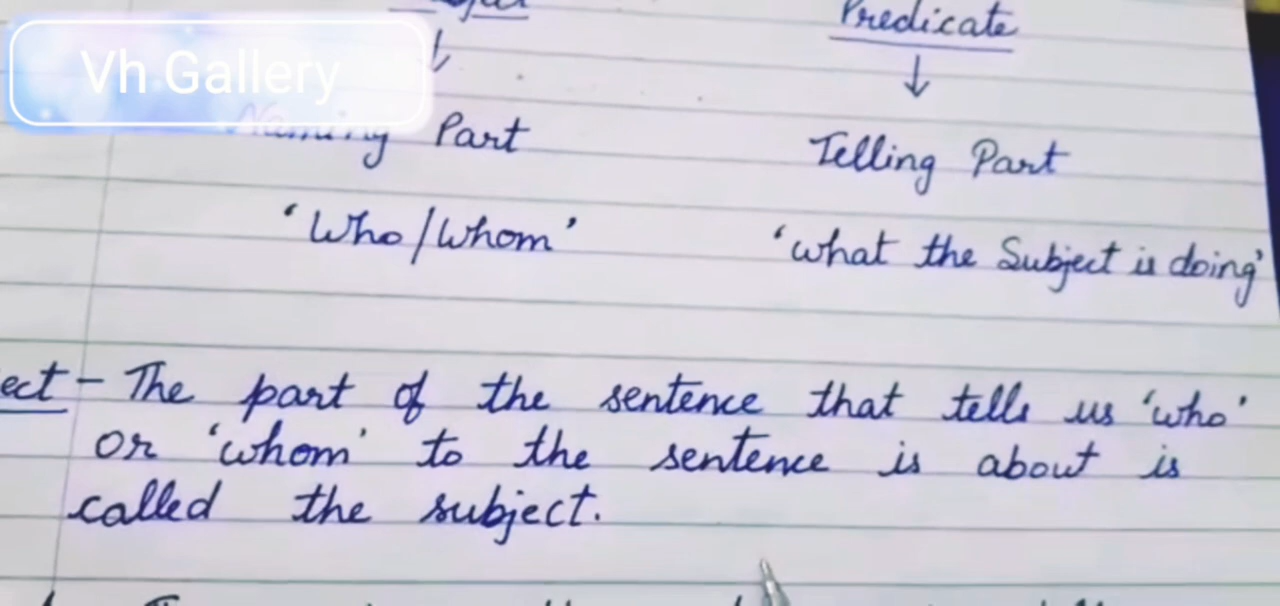 Predicate
Vh Gallery
Naming Part
Telling Part
'Who/Whom'
'what the Subject is doing'
ect - The part of the sentence that tells us 'who'
or 'whom' to the sentence is about is
called the subject.